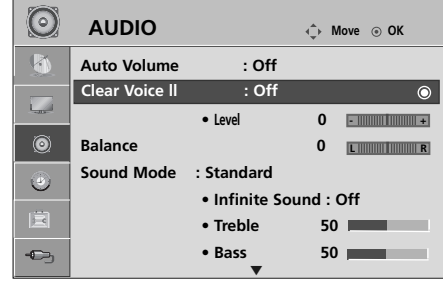 AUDIO Move OK
Auto Volume : Off
Clear Voice II : Off
• Level 0 - +
Balance 0 L R
Sound Mode : Standard
• Infinite Sound : Off
• Treble 50
• Bass 50